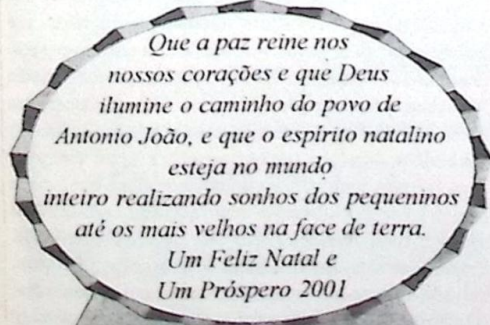 Que a paz reine nos
nossos corações e que Deus
ilumine o caminho do povo de
Antonio João, e que o espírito natalino
esteja no mundo
inteiro realizando sonhos dos pequeninos
até os mais velhos na face de terra.
Um Feliz Natal e
Um Próspero 2001